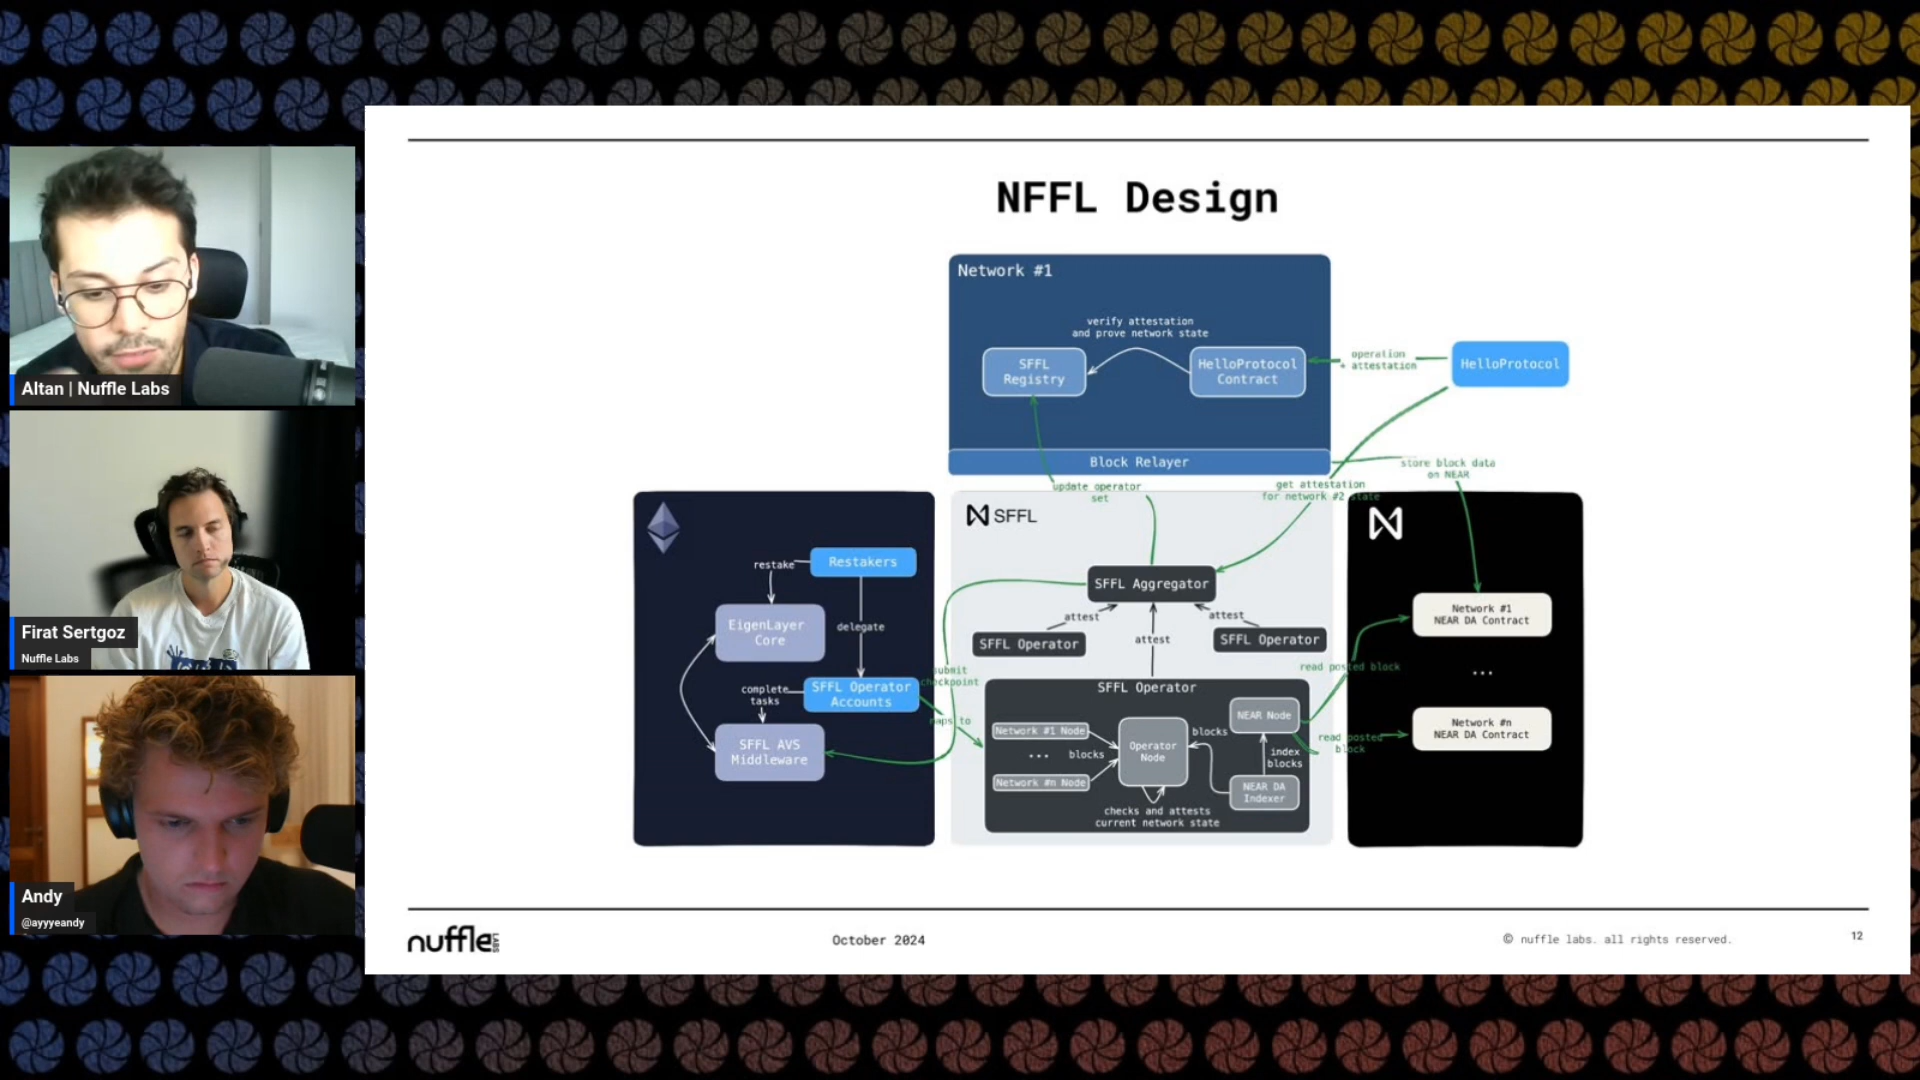 Altan | Nuffle Labs
Firat Sertgoz
Nuffle Labs
Andy
@ayyyeandy
NFFL Design
Network #1
verify attestation
and prove network state
SFFL
Registry
HelloProtocol
Contract
operation
+ attestation
HelloProtocol
Block Relayer
store block data
on NEAR
update operator
set
get attestation
for network #2 state
restake
Restakers
EigenLayer
Core
delegate
complete
tasks
SFFL Operator
Accounts
SFFL AVS
Middleware
submit
checkpoint
maps to
SFFL
SFFL Aggregator
attest
attest
attest
SFFL Operator
SFFL Operator
SFFL Operator
Network #1 Node
...
blocks
Network #n Node
Operator
Node
blocks
NEAR Node
index
blocks
NEAR DA
Indexer
checks and attests
current network state
read posted block
read posted
block
Network #1
NEAR DA Contract
...
Network #n
NEAR DA Contract
nuffle LABS
October 2024
© nuffle labs. all rights reserved.
12